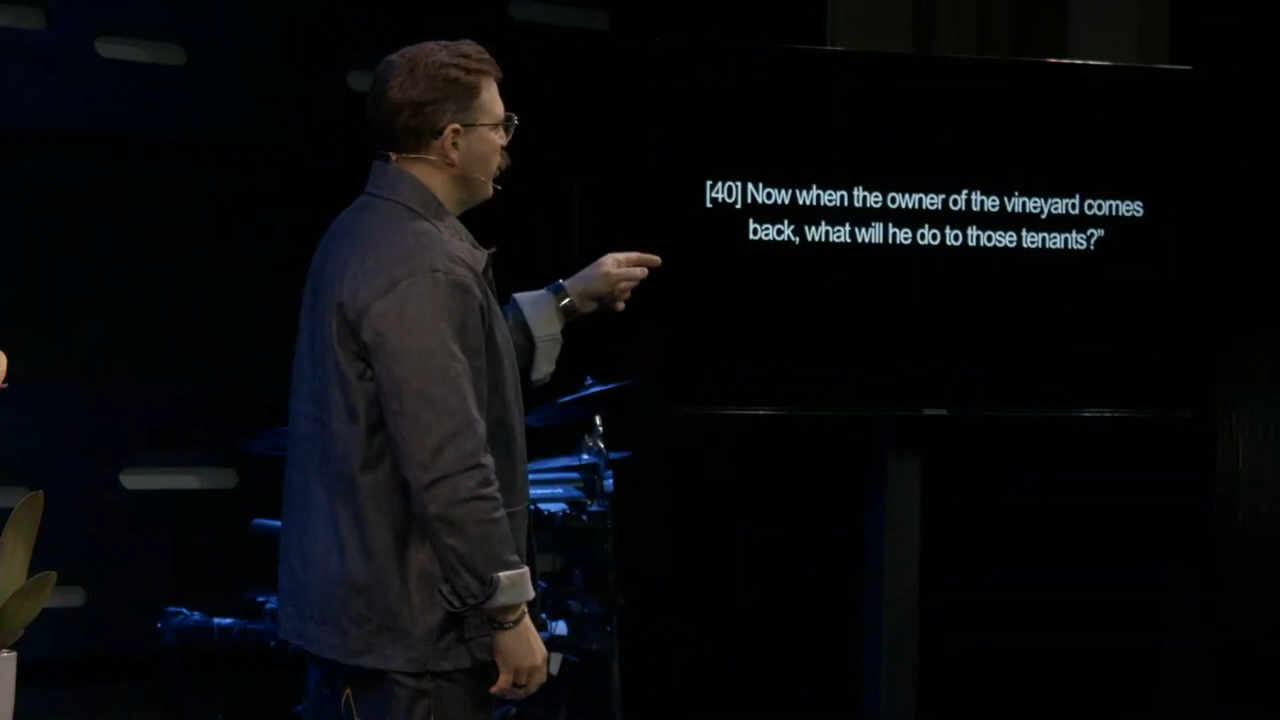 [40] Now when the owner of the vineyard comes
back, what will he do to those tenants?”